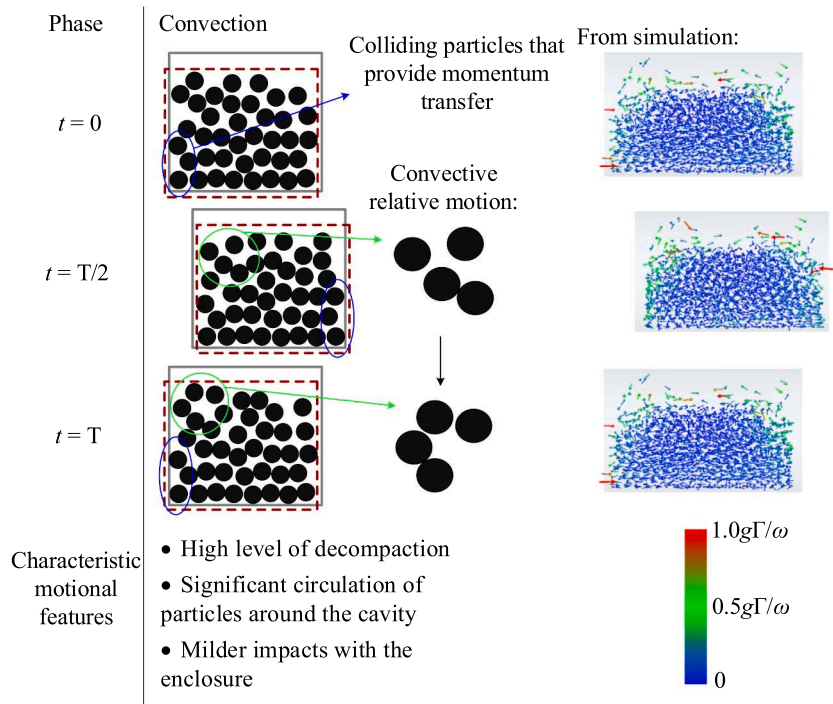 Phase
Convection
Colliding particles that
provide momentum
transfer
From simulation:
t = 0
Convective
relative motion:
t = T/2
t = T
Characteristic
motional
features
• High level of decompaction
• Significant circulation of
particles around the cavity
• Milder impacts with the
enclosure
1.0gΓ/ω
0.5gΓ/ω
0